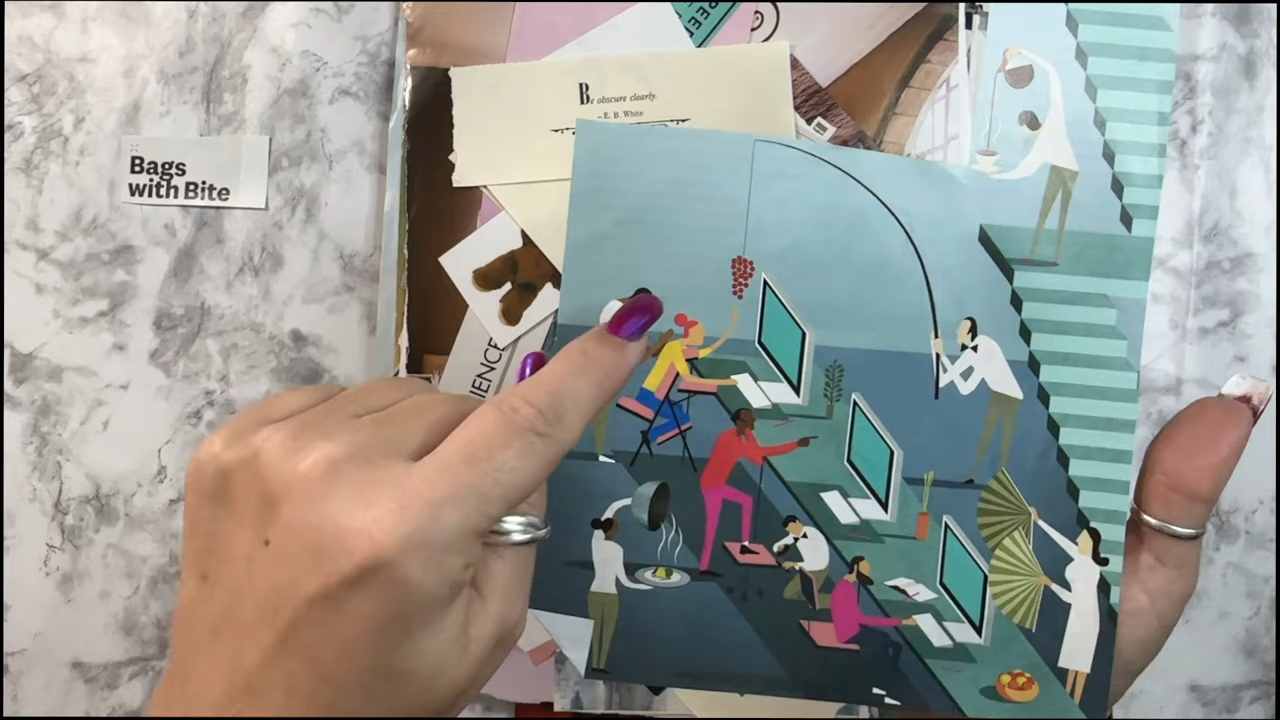 Bags
with Bite
Be obscure clearly.
– E. B. White
IENCE